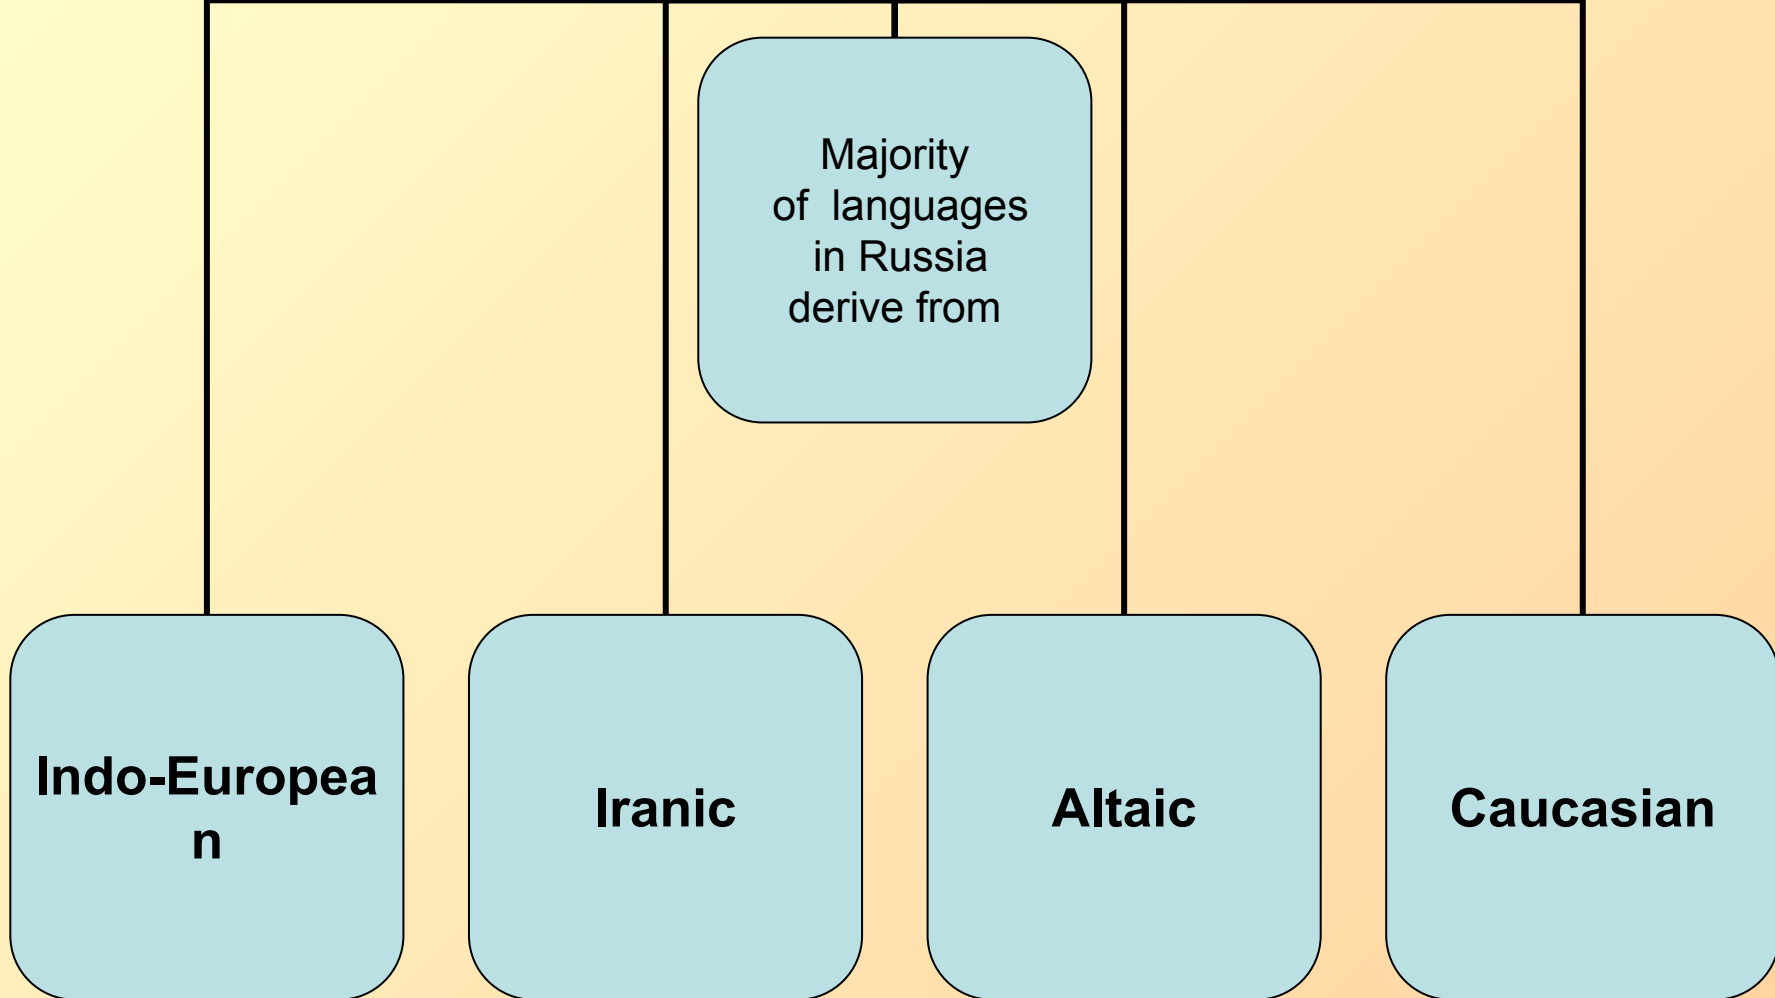 Majority
of languages
in Russia
derive from
Indo-Europea
n
Iranic
Altaic
Caucasian